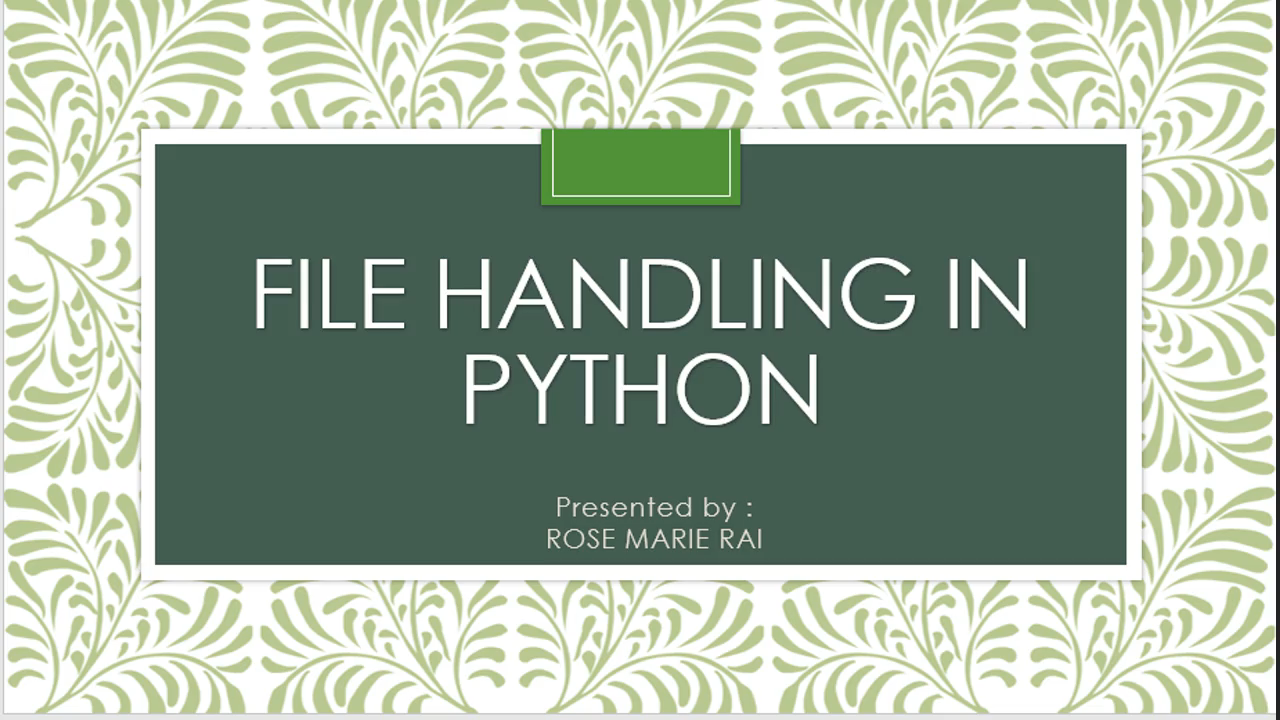 FILE HANDLING IN
PYTHON
Presented by :
ROSE MARIE RAI